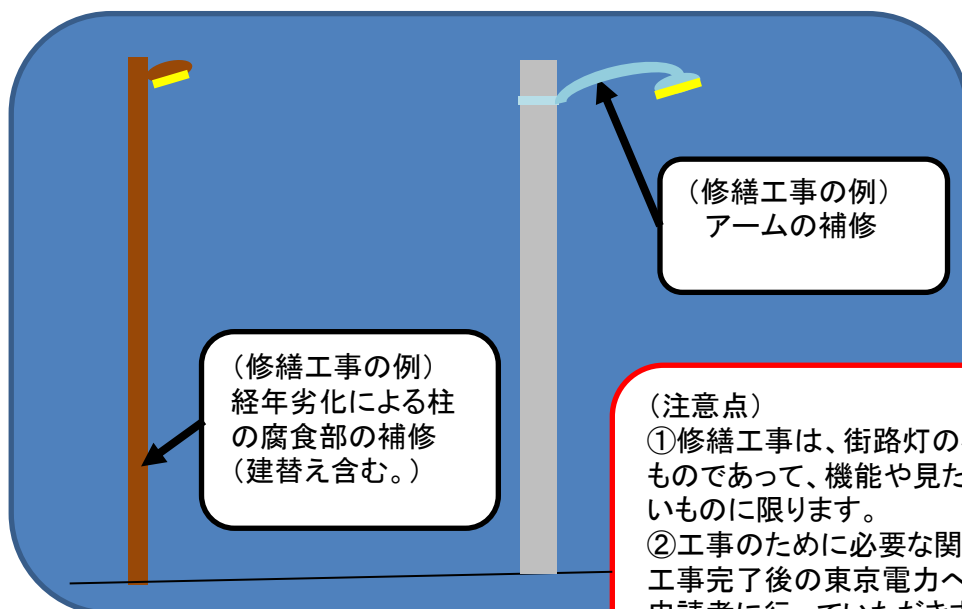 (修繕工事の例)
アームの補修
(修繕工事の例)
経年劣化による柱
の腐食部の補修
(建替え含む。)
(注意点)
①修繕工事は、街路灯の
ものであって、機能や見た
いものに限ります。
②工事のために必要な関
工事完了後の東京電力へ